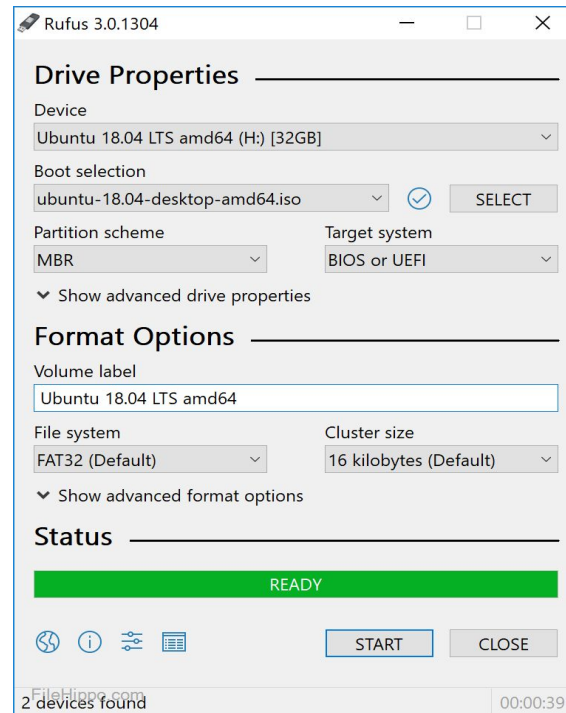 Rufus 3.0.1304
Drive Properties
Device
Ubuntu 18.04 LTS amd64 (H:) [32GB]
Boot selection
ubuntu-18.04-desktop-amd64.iso SELECT
Partition scheme Target system
MBR BIOS or UEFI
Show advanced drive properties
Format Options
Volume label
Ubuntu 18.04 LTS amd64
File system Cluster size
FAT32 (Default) 16 kilobytes (Default)
Show advanced format options
Status
READY
START CLOSE
FileHippo.com
2 devices found 00:00:39